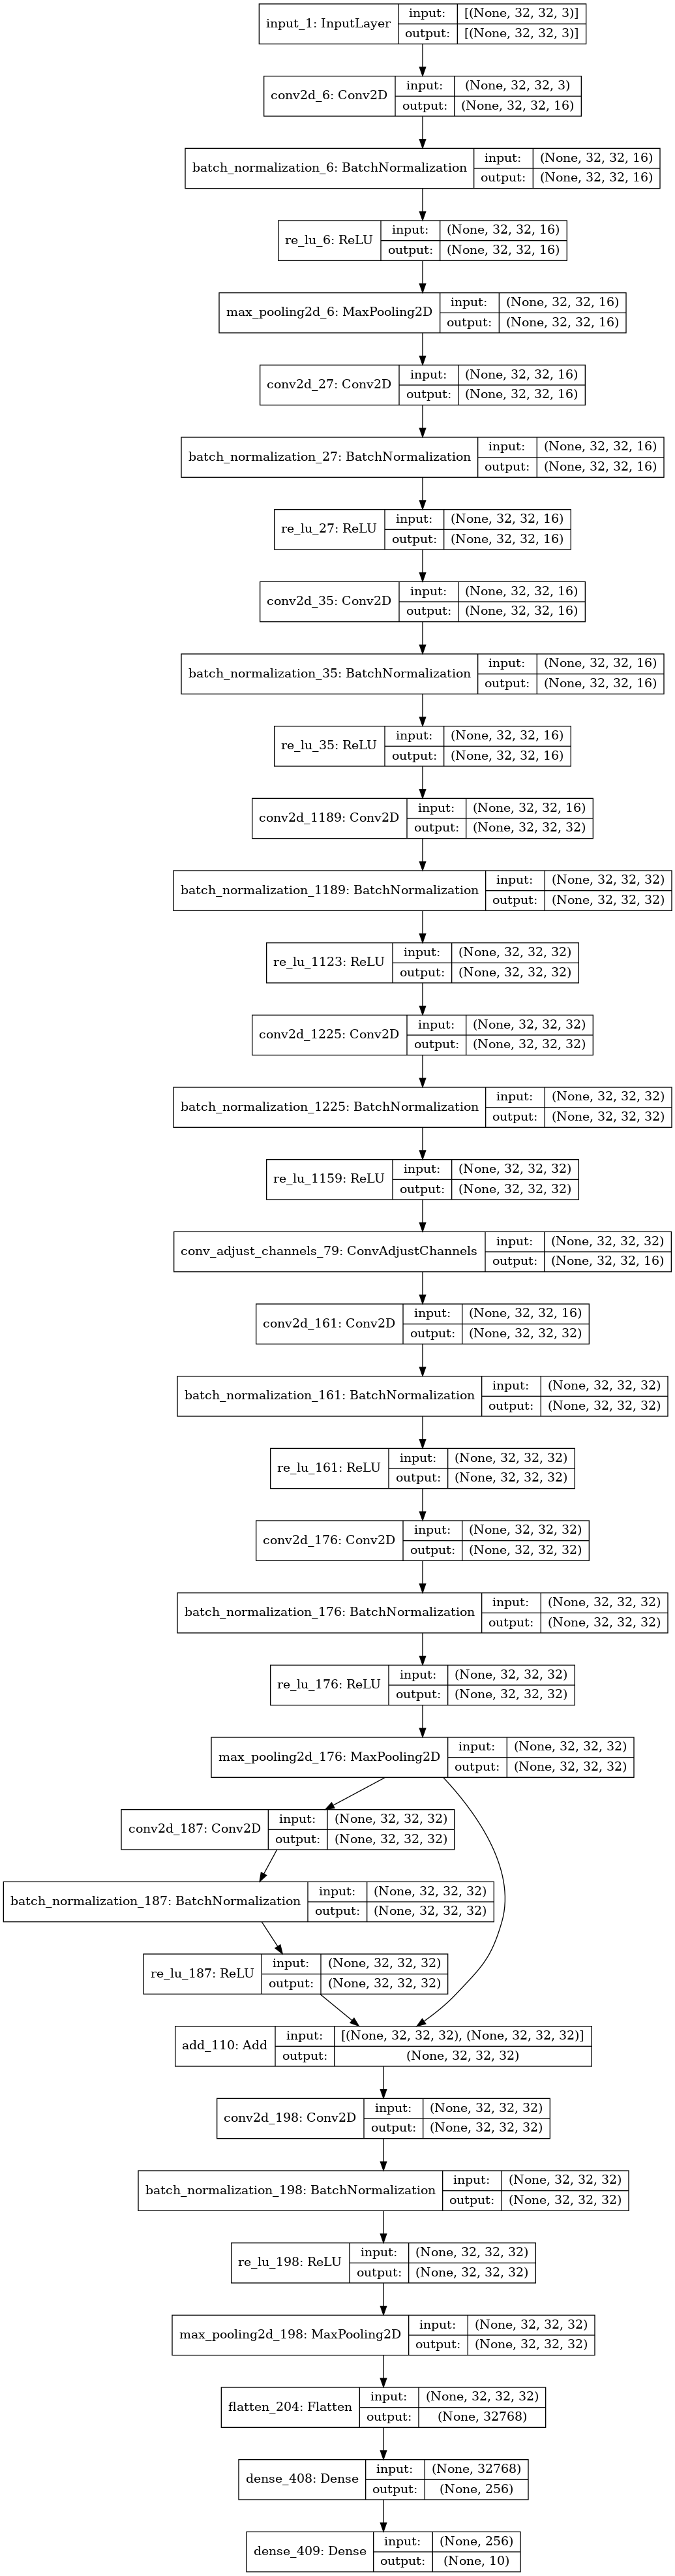 input_1: InputLayer
input: [(None, 32, 32, 3)]
output: [(None, 32, 32, 3)]
conv2d_6: Conv2D
input: (None, 32, 32, 3)
output: (None, 32, 32, 16)
batch_normalization_6: BatchNormalization
input: (None, 32, 32, 16)
output: (None, 32, 32, 16)
re_lu_6: ReLU
input: (None, 32, 32, 16)
output: (None, 32, 32, 16)
max_pooling2d_6: MaxPooling2D
input: (None, 32, 32, 16)
output: (None, 32, 32, 16)
conv2d_27: Conv2D
input: (None, 32, 32, 16)
output: (None, 32, 32, 16)
batch_normalization_27: BatchNormalization
input: (None, 32, 32, 16)
output: (None, 32, 32, 16)
re_lu_27: ReLU
input: (None, 32, 32, 16)
output: (None, 32, 32, 16)
conv2d_35: Conv2D
input: (None, 32, 32, 16)
output: (None, 32, 32, 16)
batch_normalization_35: BatchNormalization
input: (None, 32, 32, 16)
output: (None, 32, 32, 16)
re_lu_35: ReLU
input: (None, 32, 32, 16)
output: (None, 32, 32, 16)
conv2d_1189: Conv2D
input: (None, 32, 32, 16)
output: (None, 32, 32, 32)
batch_normalization_1189: BatchNormalization
input: (None, 32, 32, 32)
output: (None, 32, 32, 32)
re_lu_1123: ReLU
input: (None, 32, 32, 32)
output: (None, 32, 32, 32)
conv2d_1225: Conv2D
input: (None, 32, 32, 32)
output: (None, 32, 32, 32)
batch_normalization_1225: BatchNormalization
input: (None, 32, 32, 32)
output: (None, 32, 32, 32)
re_lu_1159: ReLU
input: (None, 32, 32, 32)
output: (None, 32, 32, 32)
conv_adjust_channels_79: ConvAdjustChannels
input: (None, 32, 32, 32)
output: (None, 32, 32, 16)
conv2d_161: Conv2D
input: (None, 32, 32, 16)
output: (None, 32, 32, 32)
batch_normalization_161: BatchNormalization
input: (None, 32, 32, 32)
output: (None, 32, 32, 32)
re_lu_161: ReLU
input: (None, 32, 32, 32)
output: (None, 32, 32, 32)
conv2d_176: Conv2D
input: (None, 32, 32, 32)
output: (None, 32, 32, 32)
batch_normalization_176: BatchNormalization
input: (None, 32, 32, 32)
output: (None, 32, 32, 32)
re_lu_176: ReLU
input: (None, 32, 32, 32)
output: (None, 32, 32, 32)
max_pooling2d_176: MaxPooling2D
input: (None, 32, 32, 32)
output: (None, 32, 32, 32)
conv2d_187: Conv2D
input: (None, 32, 32, 32)
output: (None, 32, 32, 32)
batch_normalization_187: BatchNormalization
input: (None, 32, 32, 32)
output: (None, 32, 32, 32)
re_lu_187: ReLU
input: (None, 32, 32, 32)
output: (None, 32, 32, 32)
add_110: Add
input: [(None, 32, 32, 32), (None, 32, 32, 32)]
output: (None, 32, 32, 32)
conv2d_198: Conv2D
input: (None, 32, 32, 32)
output: (None, 32, 32, 32)
batch_normalization_198: BatchNormalization
input: (None, 32, 32, 32)
output: (None, 32, 32, 32)
re_lu_198: ReLU
input: (None, 32, 32, 32)
output: (None, 32, 32, 32)
max_pooling2d_198: MaxPooling2D
input: (None, 32, 32, 32)
output: (None, 32, 32, 32)
flatten_204: Flatten
input: (None, 32, 32, 32)
output: (None, 32768)
dense_408: Dense
input: (None, 32768)
output: (None, 256)
dense_409: Dense
input: (None, 256)
output: (None, 10)